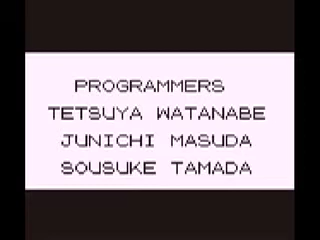 PROGRAMMERS
TETSUYA WATANABE
JUNICHI MASUDA
SOUSUKE TAMADA